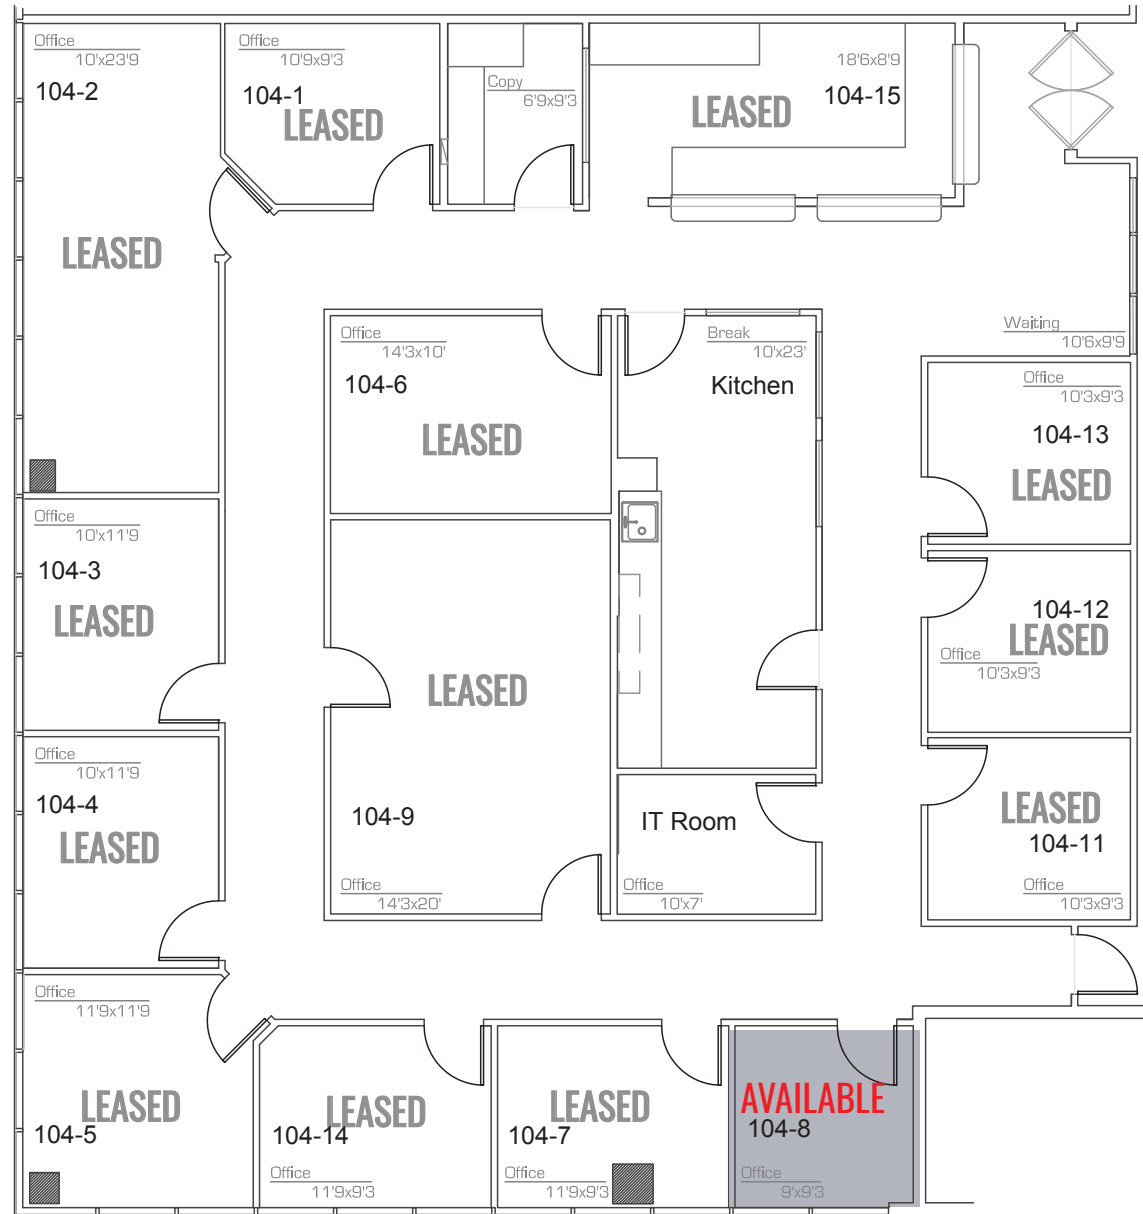 Office
10'x23'9
104-2
LEASED
Office
10'9x9'3
104-1
LEASED
Copy
6'9x9'3
18'6x8'9
104-15
LEASED
Waiting
10'6x9'9
Office
14'3x10'
104-6
LEASED
Break
10'x23'
Kitchen
Office
10'3x9'3
104-13
LEASED
Office
10'x11'9
104-3
LEASED
104-12
LEASED
Office
10'3x9'3
LEASED
104-9
Office
14'3x20'
Office
10'x11'9
104-4
LEASED
IT Room
Office
10'x7'
LEASED
104-11
Office
10'3x9'3
Office
11'9x11'9
LEASED
104-5
LEASED
104-14
Office
11'9x9'3
LEASED
104-7
Office
11'9x9'3
AVAILABLE
104-8
Office
9'x9'3